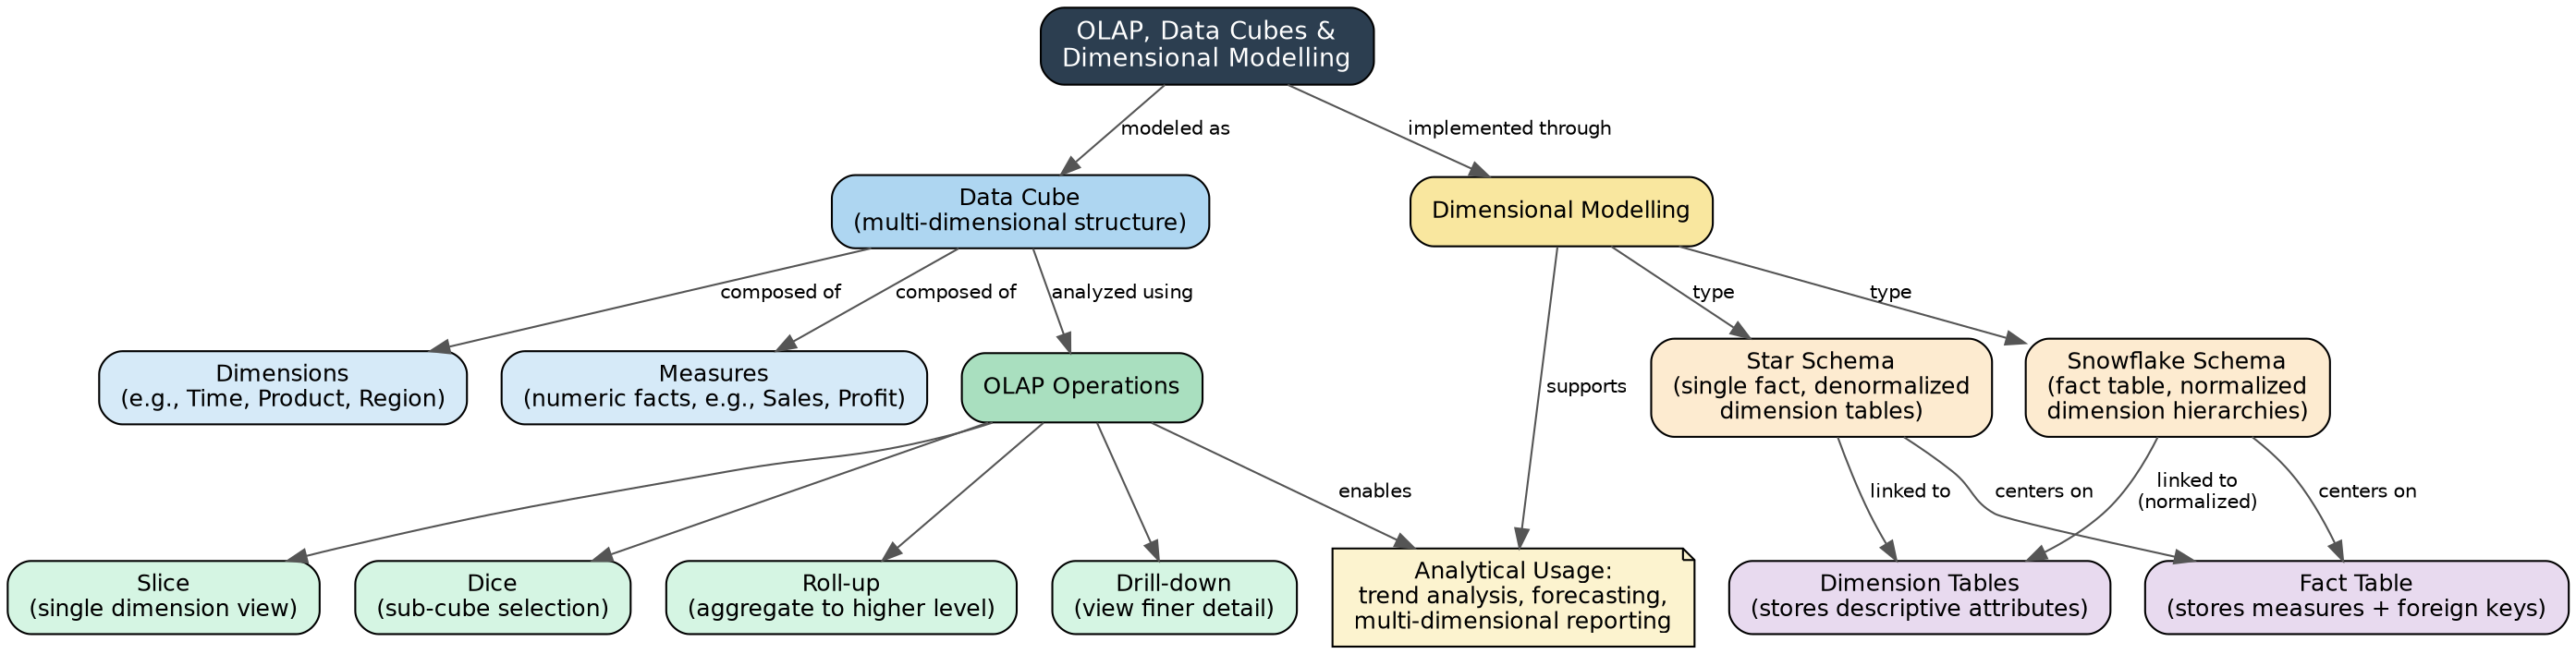 OLAP, Data Cubes &
Dimensional Modelling
modeled as
implemented through
Data Cube
(multi-dimensional structure)
Dimensional Modelling
composed of
composed of
analyzed using
type
type
Dimensions
(e.g., Time, Product, Region)
Measures
(numeric facts, e.g., Sales, Profit)
OLAP Operations
supports
Star Schema
(single fact, denormalized
dimension tables)
Snowflake Schema
(fact table, normalized
dimension hierarchies)
enables
linked to
centers on
linked to
(normalized)
centers on
Slice
(single dimension view)
Dice
(sub-cube selection)
Roll-up
(aggregate to higher level)
Drill-down
(view finer detail)
Analytical Usage:
trend analysis, forecasting,
multi-dimensional reporting
Dimension Tables
(stores descriptive attributes)
Fact Table
(stores measures + foreign keys)